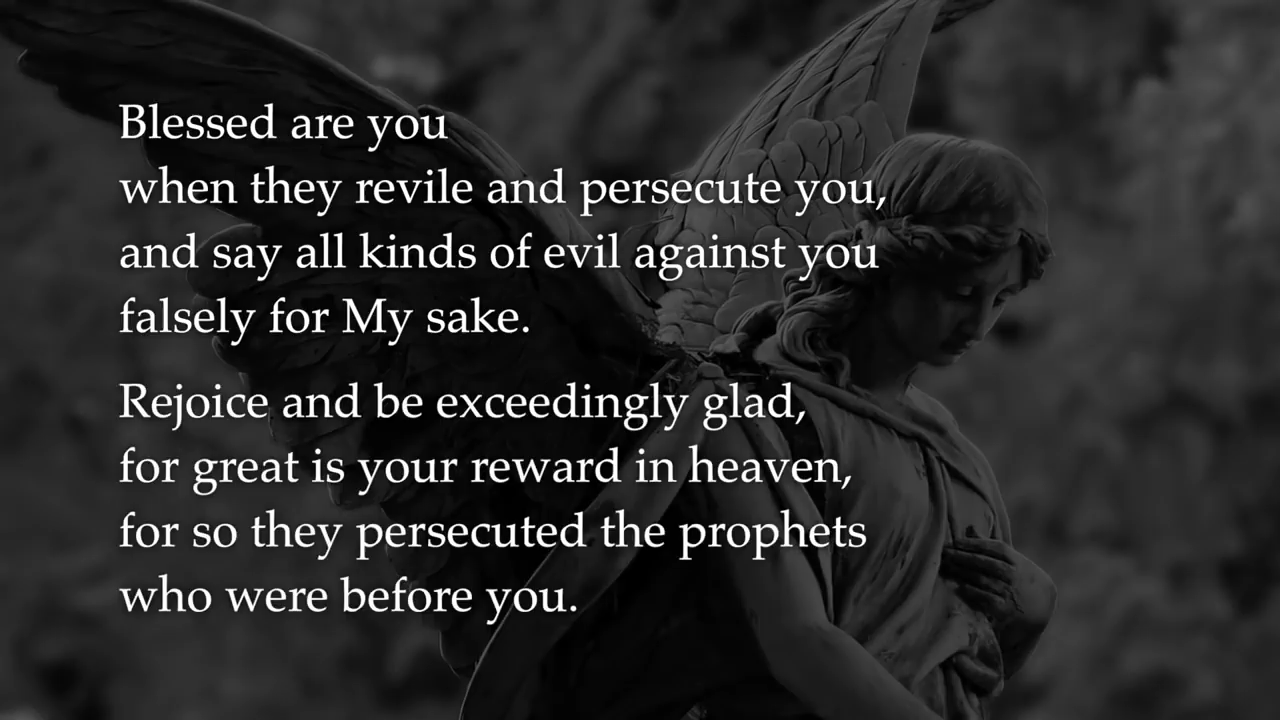 Blessed are you
when they revile and persecute you,
and say all kinds of evil against you
falsely for My sake.
Rejoice and be exceedingly glad,
for great is your reward in heaven,
for so they persecuted the prophets
who were before you.